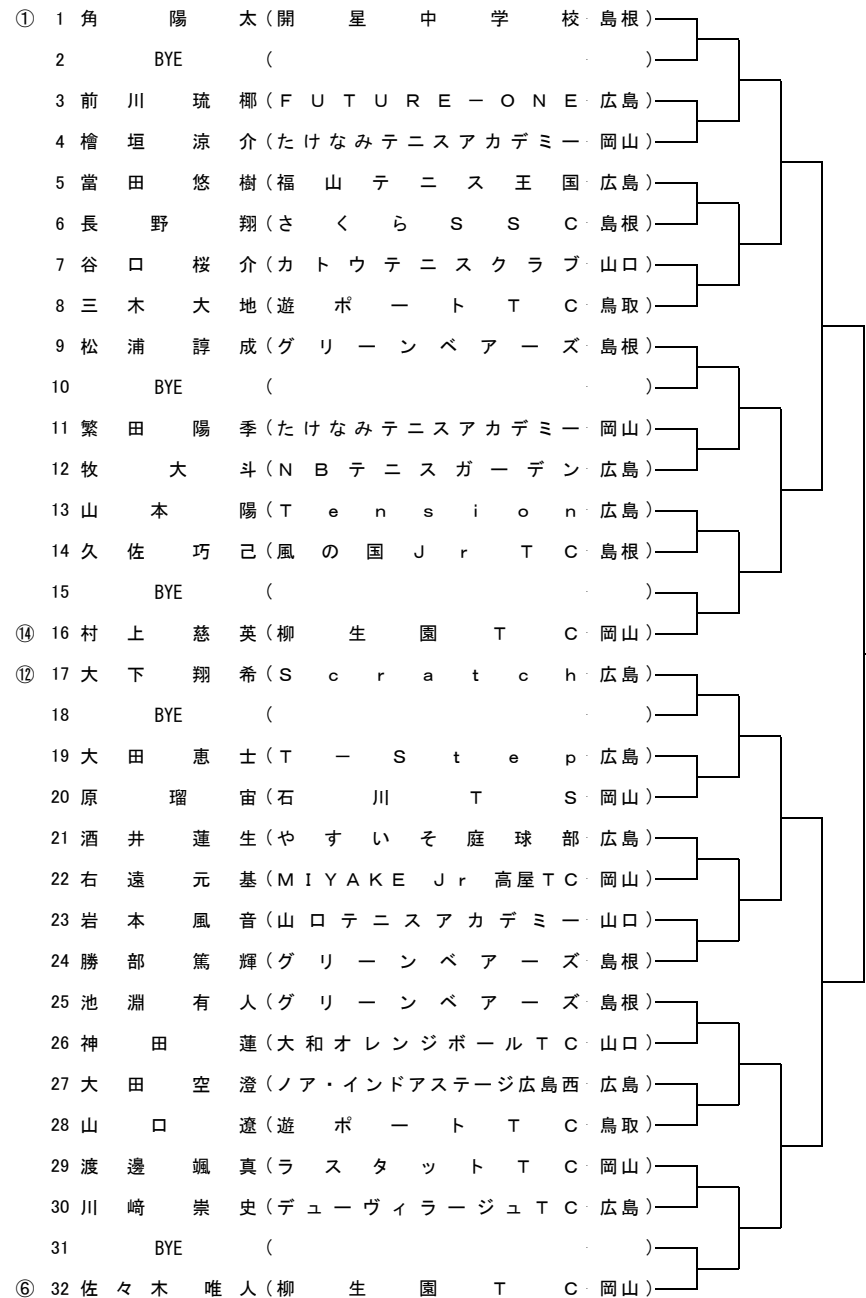 ① 1 角 陽 太 (開 星 中 学 校 島根)
2 BYE ( )
3 前 川 琉 椰 (FUTURE-ONE 広島)
4 檜 垣 涼 介 (たけなみテニスアカデミー 岡山)
5 當 田 悠 樹 (福 山 テ ニ ス 王 国 広島)
6 長 野 翔 (さ く ら S S C 島根)
7 谷 口 桜 介 (カトウテニスクラブ 山口)
8 三 木 大 地 (遊 ポ ー ト T C 鳥取)
9 松 浦 諄 成 (グ リ ー ン ベ ア ー ズ 島根)
10 BYE ( )
11 繁 田 陽 季 (たけなみテニスアカデミー 岡山)
12 牧 大 斗 (N B テ ニ ス ガ ー デ ン 広島)
13 山 本 陽 (T e n s i o n 広島)
14 久 佐 巧 己 (風 の 国 J r T C 島根)
15 BYE ( )
⑭ 16 村 上 慈 英 (柳 生 園 T C 岡山)
⑫ 17 大 下 翔 希 (S c r a t c h 広島)
18 BYE ( )
19 大 田 恵 士 (T - S t e p 広島)
20 原 瑠 宙 (石 川 T S 岡山)
21 酒 井 蓮 生 (や す い そ 庭 球 部 広島)
22 右 遠 元 基 (MIYAKE Jr 高屋TC 岡山)
23 岩 本 風 音 (山口テニスアカデミー 山口)
24 勝 部 篤 輝 (グ リ ー ン ベ ア ー ズ 島根)
25 池 淵 有 人 (グ リ ー ン ベ ア ー ズ 島根)
26 神 田 蓮 (大和オレンジボールTC 山口)
27 大 田 空 澄 (ノア・インドアステージ広島西 広島)
28 山 口 遼 (遊 ポ ー ト T C 鳥取)
29 渡 邊 颯 真 (ラ ス タ ッ ト T C 岡山)
30 川 﨑 崇 史 (デューヴィラージュTC 広島)
31 BYE ( )
⑥ 32 佐 々 木 唯 人 (柳 生 園 T C 岡山)